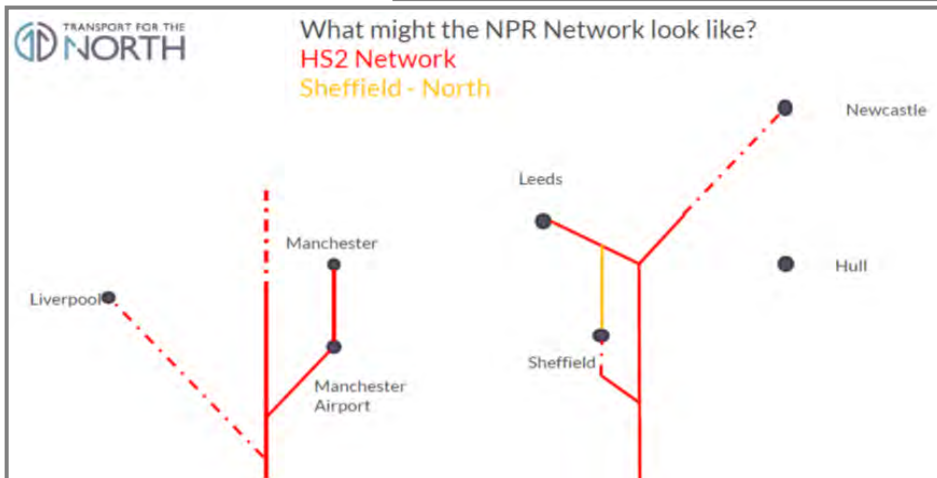 TRANSPORT FOR THE
NORTH
What might the NPR Network look like?
HS2 Network
Sheffield - North
Newcastle
Leeds
Manchester
Hull
Liverpool
Sheffield
Manchester
Airport